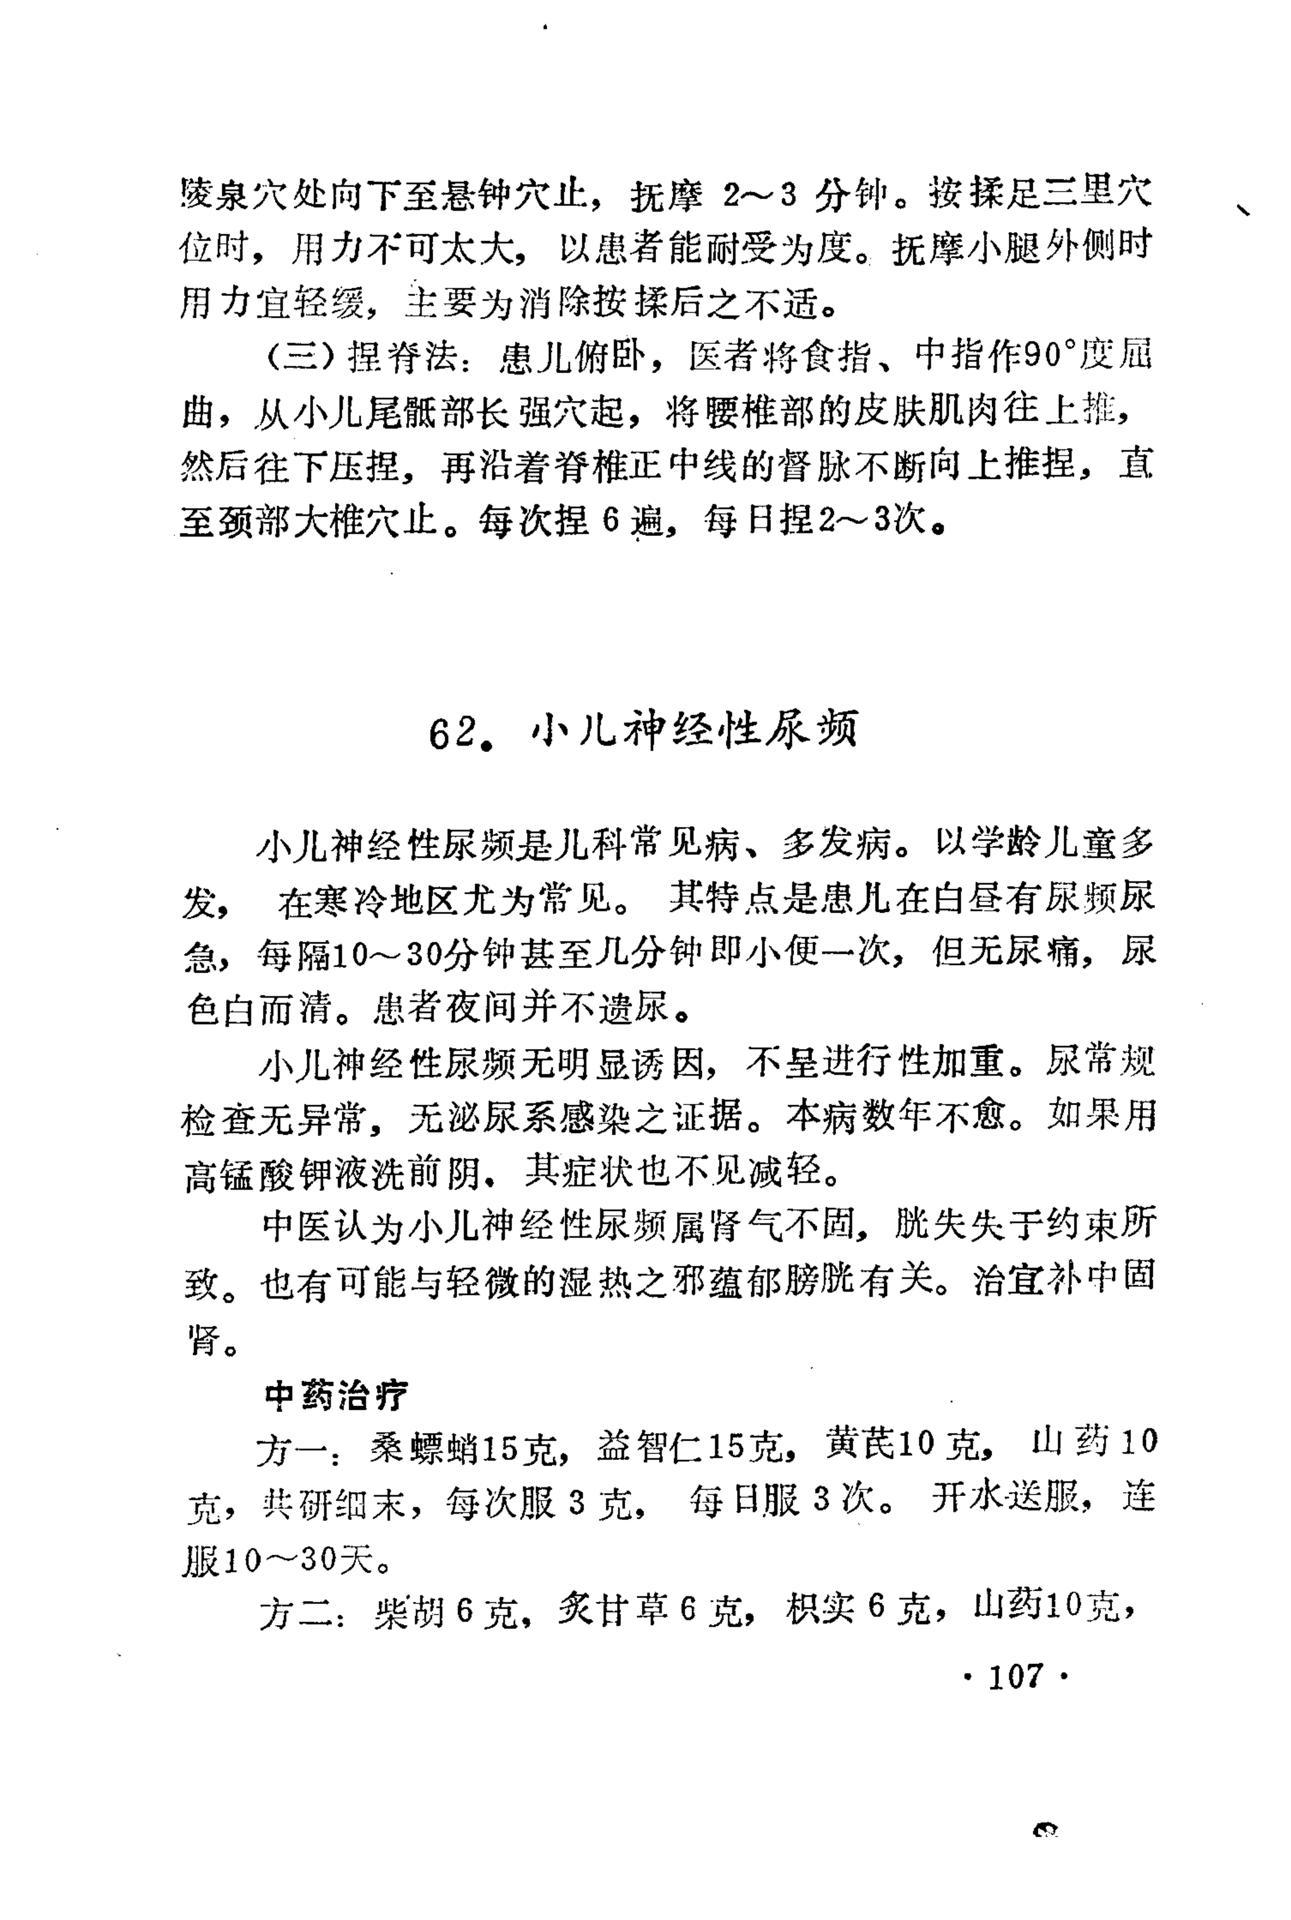 陵泉穴处向下至悬钟穴止，抚摩 2～3 分钟。按揉足三里穴
位时，用力不可太大，以患者能耐受为度。抚摩小腿外侧时
用力宜轻缓，主要为消除按揉后之不适。
（三）捏脊法：患儿俯卧，医者将食指、中指作90°度屈
曲，从小儿尾骶部长强穴起，将腰椎部的皮肤肌肉往上推，
然后往下压捏，再沿着脊椎正中线的督脉不断向上推捏，直
至颈部大椎穴止。每次捏 6 遍，每日捏2～3次。
62．小儿神经性尿频
小儿神经性尿频是儿科常见病、多发病。以学龄儿童多
发，在寒冷地区尤为常见。其特点是患儿在白昼有尿频尿
急，每隔10～30分钟甚至几分钟即小便一次，但无尿痛，尿
色白而清。患者夜间并不遗尿。
小儿神经性尿频无明显诱因，不呈进行性加重。尿常规
检查无异常，无泌尿系感染之证据。本病数年不愈。如果用
高锰酸钾液洗前阴．其症状也不见减轻。
中医认为小儿神经性尿频属肾气不固，胱失失于约束所
致。也有可能与轻微的湿热之邪蕴郁膀胱有关。治宜补中固
肾。
中药治疗
方一：桑螵蛸15克，益智仁15克，黄芪10克，山药10
克，共研细末，每次服 3 克，每日服 3 次。开水送服，连
服10～30天。
方二：柴胡 6 克，炙甘草 6 克，枳实 6 克，山药10克，
· 107 ·